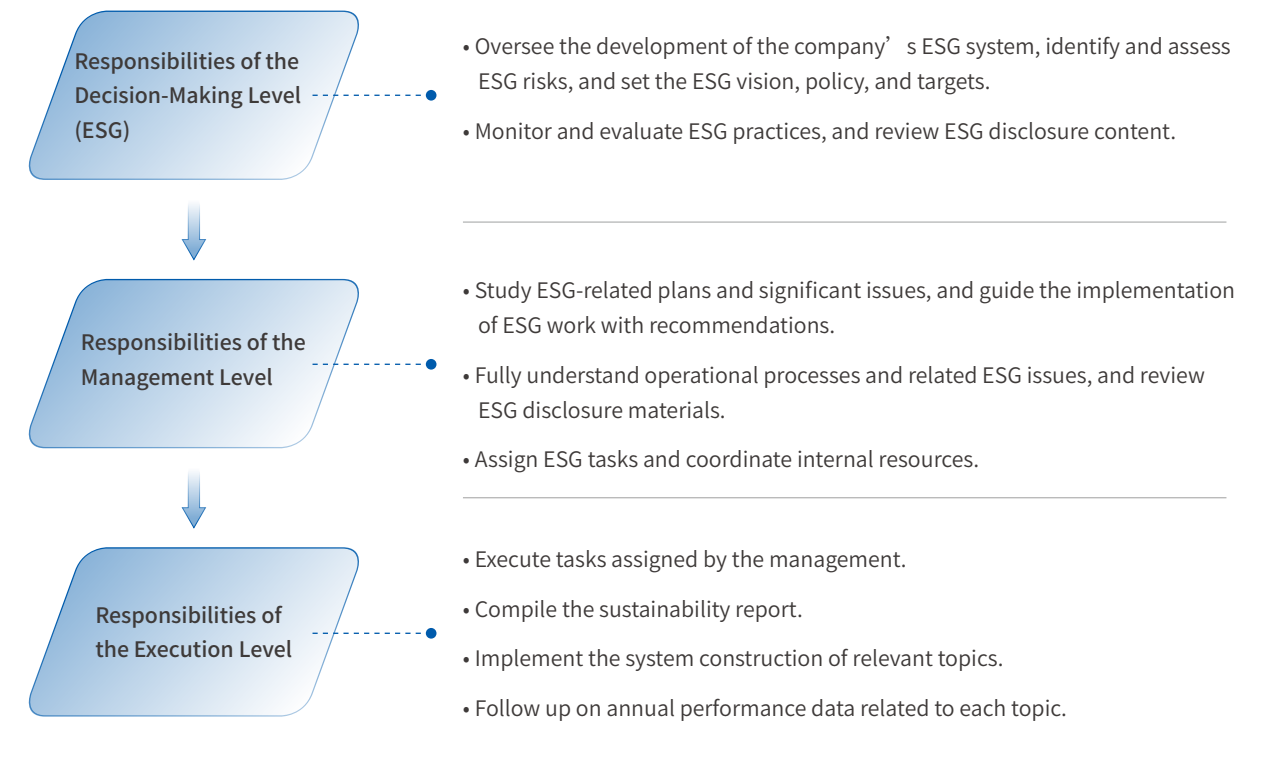 Responsibilities of the
Decision-Making Level
(ESG)
• Oversee the development of the company’ s ESG system, identify and assess
ESG risks, and set the ESG vision, policy, and targets.
• Monitor and evaluate ESG practices, and review ESG disclosure content.
Responsibilities of the
Management Level
• Study ESG-related plans and significant issues, and guide the implementation
of ESG work with recommendations.
• Fully understand operational processes and related ESG issues, and review
ESG disclosure materials.
• Assign ESG tasks and coordinate internal resources.
Responsibilities of
the Execution Level
• Execute tasks assigned by the management.
• Compile the sustainability report.
• Implement the system construction of relevant topics.
• Follow up on annual performance data related to each topic.